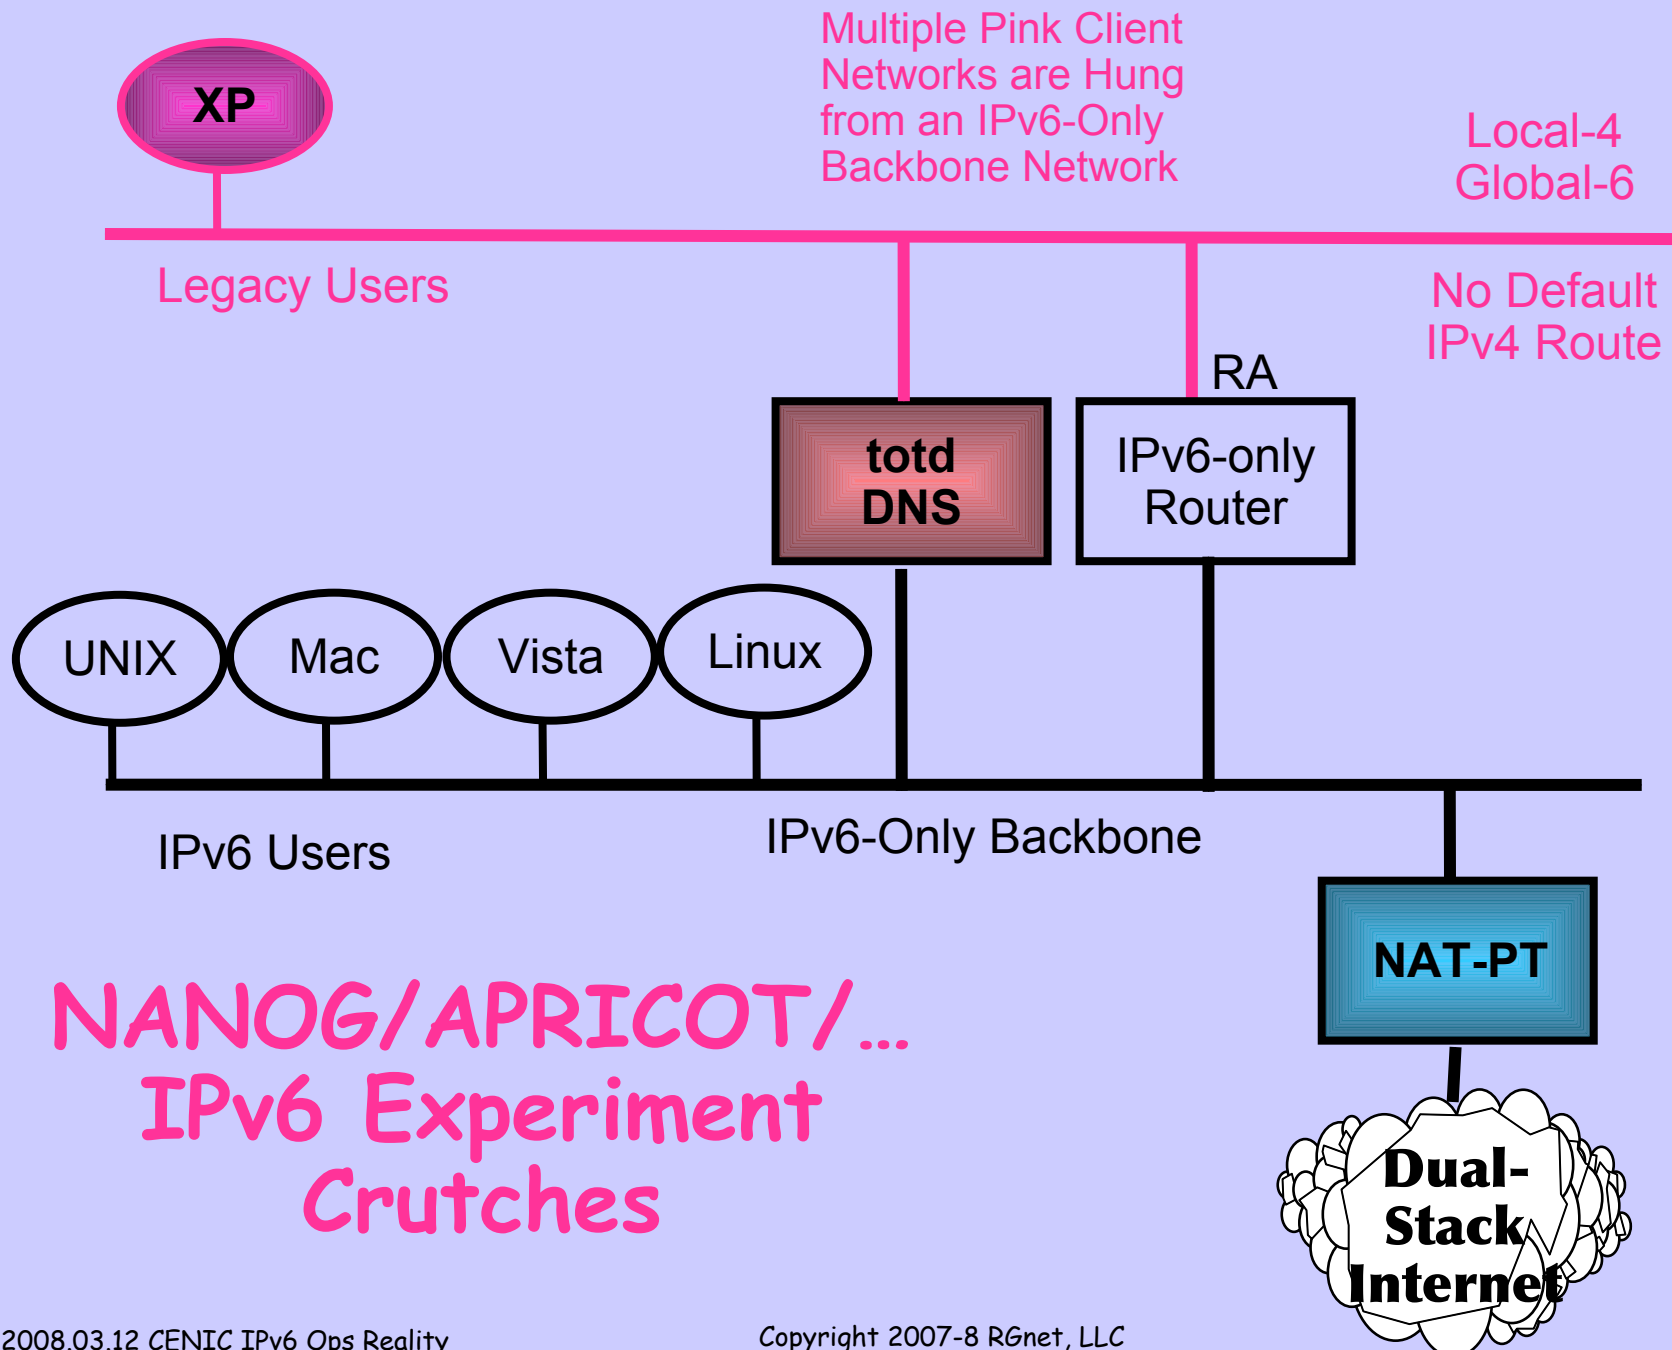 Multiple Pink Client
Networks are Hung
from an IPv6-Only
Backbone Network
XP
Local-4
Global-6
Legacy Users
No Default
IPv4 Route
RA
totd
DNS
IPv6-only
Router
UNIX
Mac
Vista
Linux
IPv6 Users
IPv6-Only Backbone
NAT-PT
NANOG/APRICOT/…
IPv6 Experiment
Crutches
Dual-
Stack
Internet
2008.03.12 CENIC IPv6 Ops Reality
Copyright 2007-8 RGnet, LLC